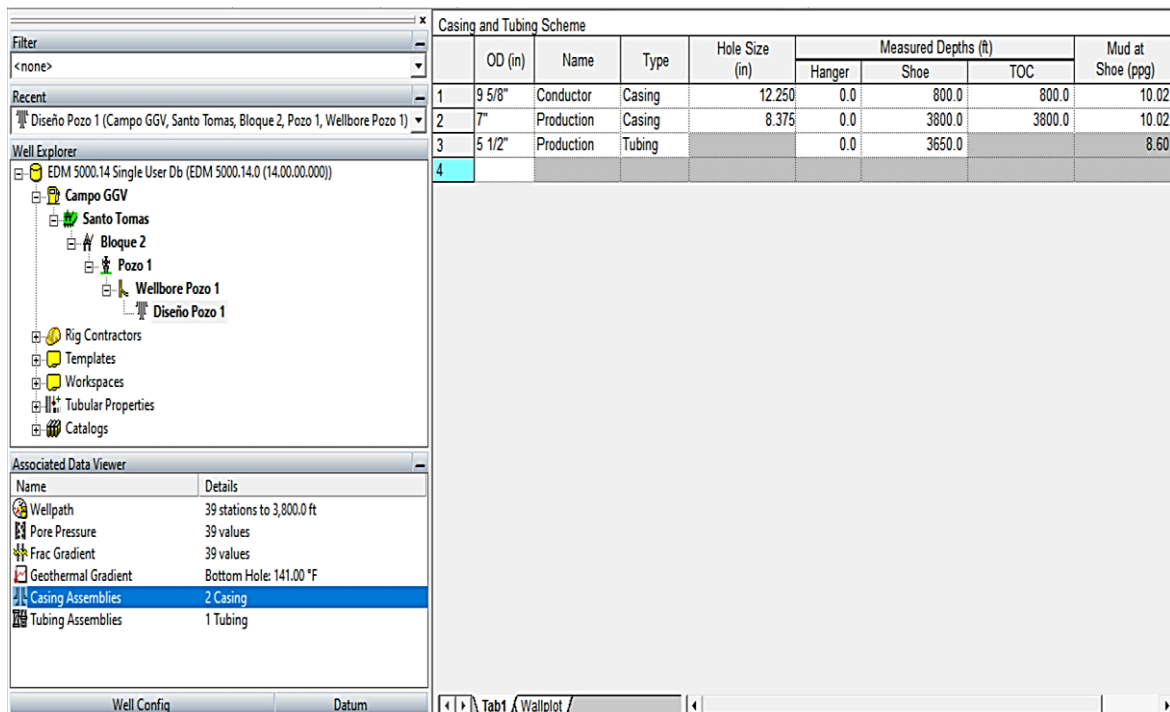 x
Filter
<none>
Recent
Diseño Pozo 1 (Campo GGV, Santo Tomas, Bloque 2, Pozo 1, Wellbore Pozo 1)
Well Explorer
EDM 5000.14 Single User Db (EDM 5000.14.0 (14.00.00.000))
Campo GGV
Santo Tomas
Bloque 2
Pozo 1
Wellbore Pozo 1
Diseño Pozo 1
Rig Contractors
Templates
Workspaces
Tubular Properties
Catalogs
Associated Data Viewer
Name Details
Wellpath 39 stations to 3,800.0 ft
Pore Pressure 39 values
Frac Gradient 39 values
Geothermal Gradient Bottom Hole: 141.00 °F
Casing Assemblies 2 Casing
Tubing Assemblies 1 Tubing
Well Config Datum
Casing and Tubing Scheme
OD (in) Name Type Hole Size (in) Measured Depths (ft) Mud at Shoe (ppg)
Hanger Shoe TOC
1 9 5/8" Conductor Casing 12.250 0.0 800.0 800.0 10.02
2 7" Production Casing 8.375 0.0 3800.0 3800.0 10.02
3 5 1/2" Production Tubing 0.0 3650.0 8.60
4
Tab1 Wallplot